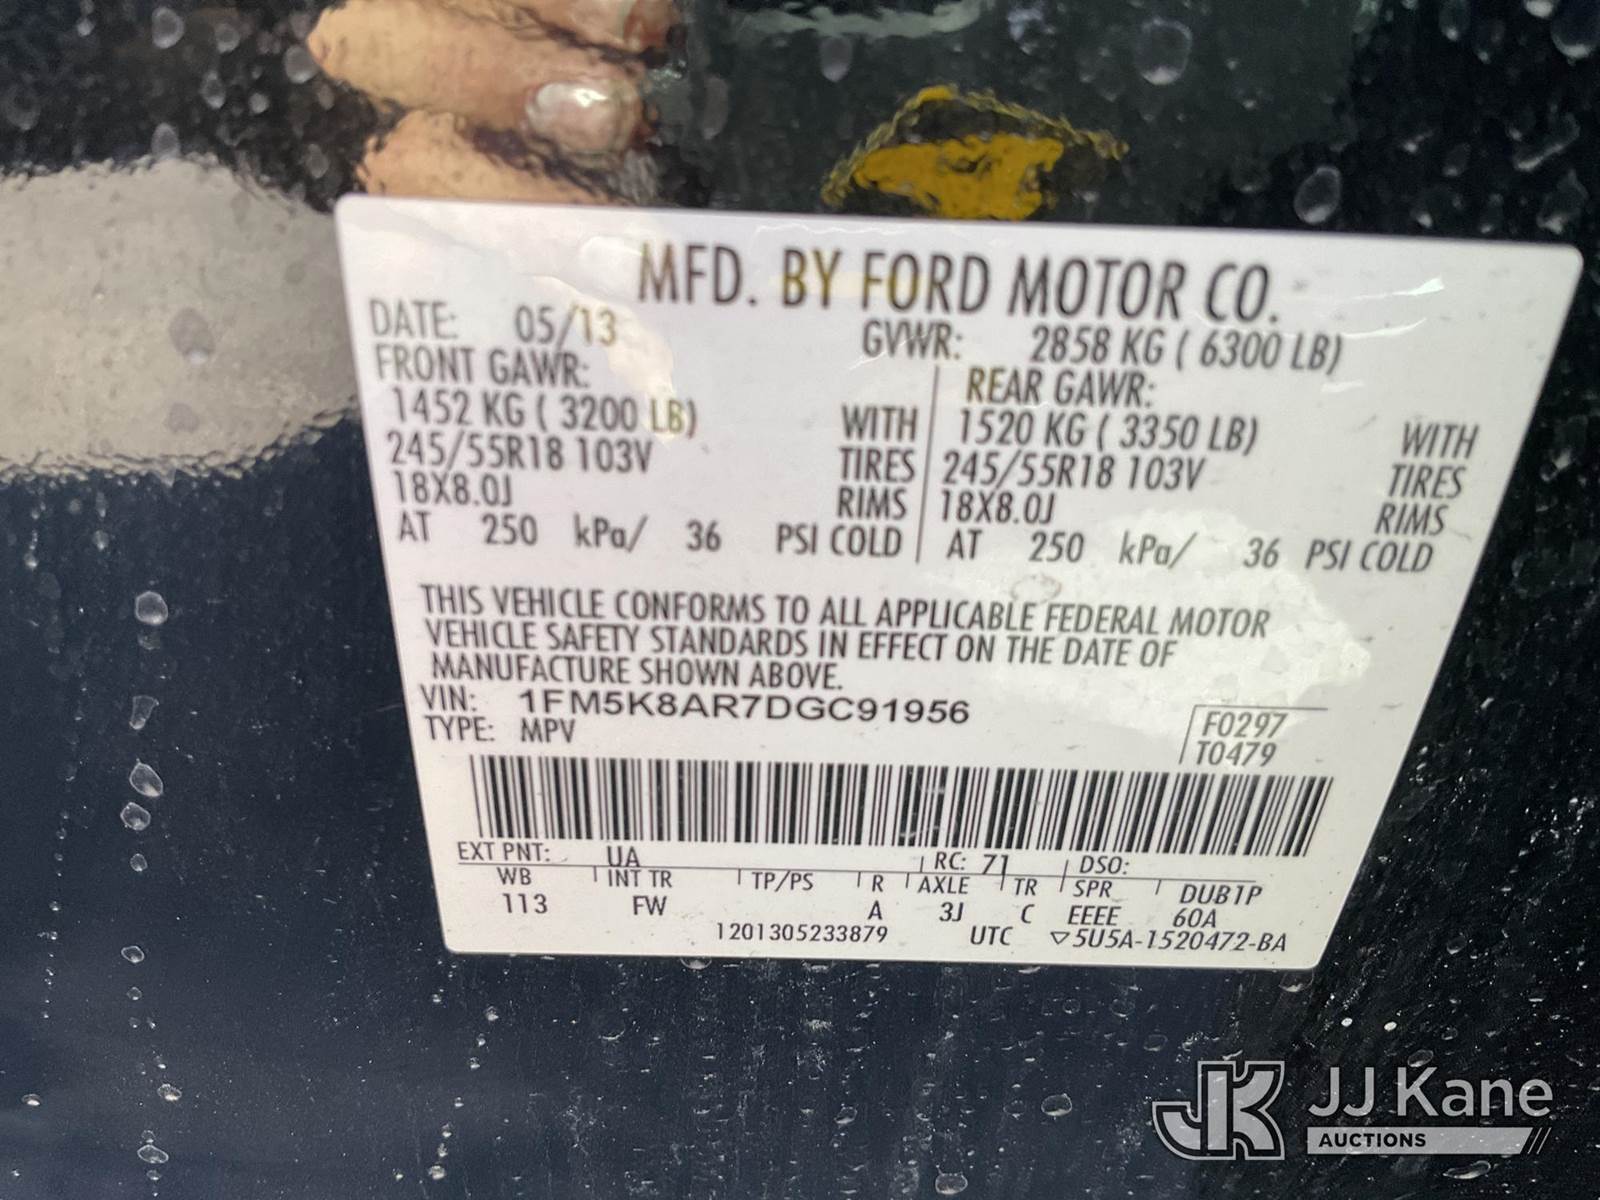 MFD. BY FORD MOTOR CO.
DATE: 05/13 GVWR: 2858 KG ( 6300 LB)
FRONT GAWR: REAR GAWR:
1452 KG ( 3200 LB) WITH 1520 KG ( 3350 LB) WITH
245/55R18 103V TIRES 245/55R18 103V TIRES
18X8.0J RIMS 18X8.0J RIMS
AT 250 kPa/ 36 PSI COLD AT 250 kPa/ 36 PSI COLD
THIS VEHICLE CONFORMS TO ALL APPLICABLE FEDERAL MOTOR
VEHICLE SAFETY STANDARDS IN EFFECT ON THE DATE OF
MANUFACTURE SHOWN ABOVE.
VIN: 1FM5K8AR7DGC91956 F0297
TYPE: MPV T0479
EXT PNT: UA RC: 71 DSO:
WB INT TR TP/PS R AXLE TR SPR DUB1P
113 FW A 3J C EEEE 60A
1201305233879 UTC ▽5U5A-1520472-BA
JK JJ Kane
AUCTIONS